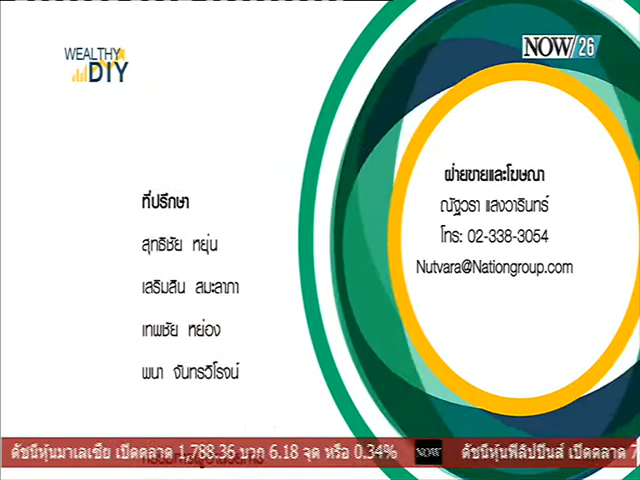 WEALTHY
DIY
NOW 26
ที่ปรึกษา
สุทธิชัย หยุ่น
เสริมสิน สมะลาภา
เทพชัย หย่อง
พนา จันทรวิโรจน์
ฝ่ายขายและโฆษณา
ณัฐวรา แสงวารินทร์
โทร: 02-338-3054
Nutvara@Nationgroup.com
ดัชนีหุ้นมาเลเซีย เปิดตลาด 1,788.36 บวก 6.18 จุด หรือ 0.34% NOW ดัชนีหุ้นฟิลิปปินส์ เปิดตลาด